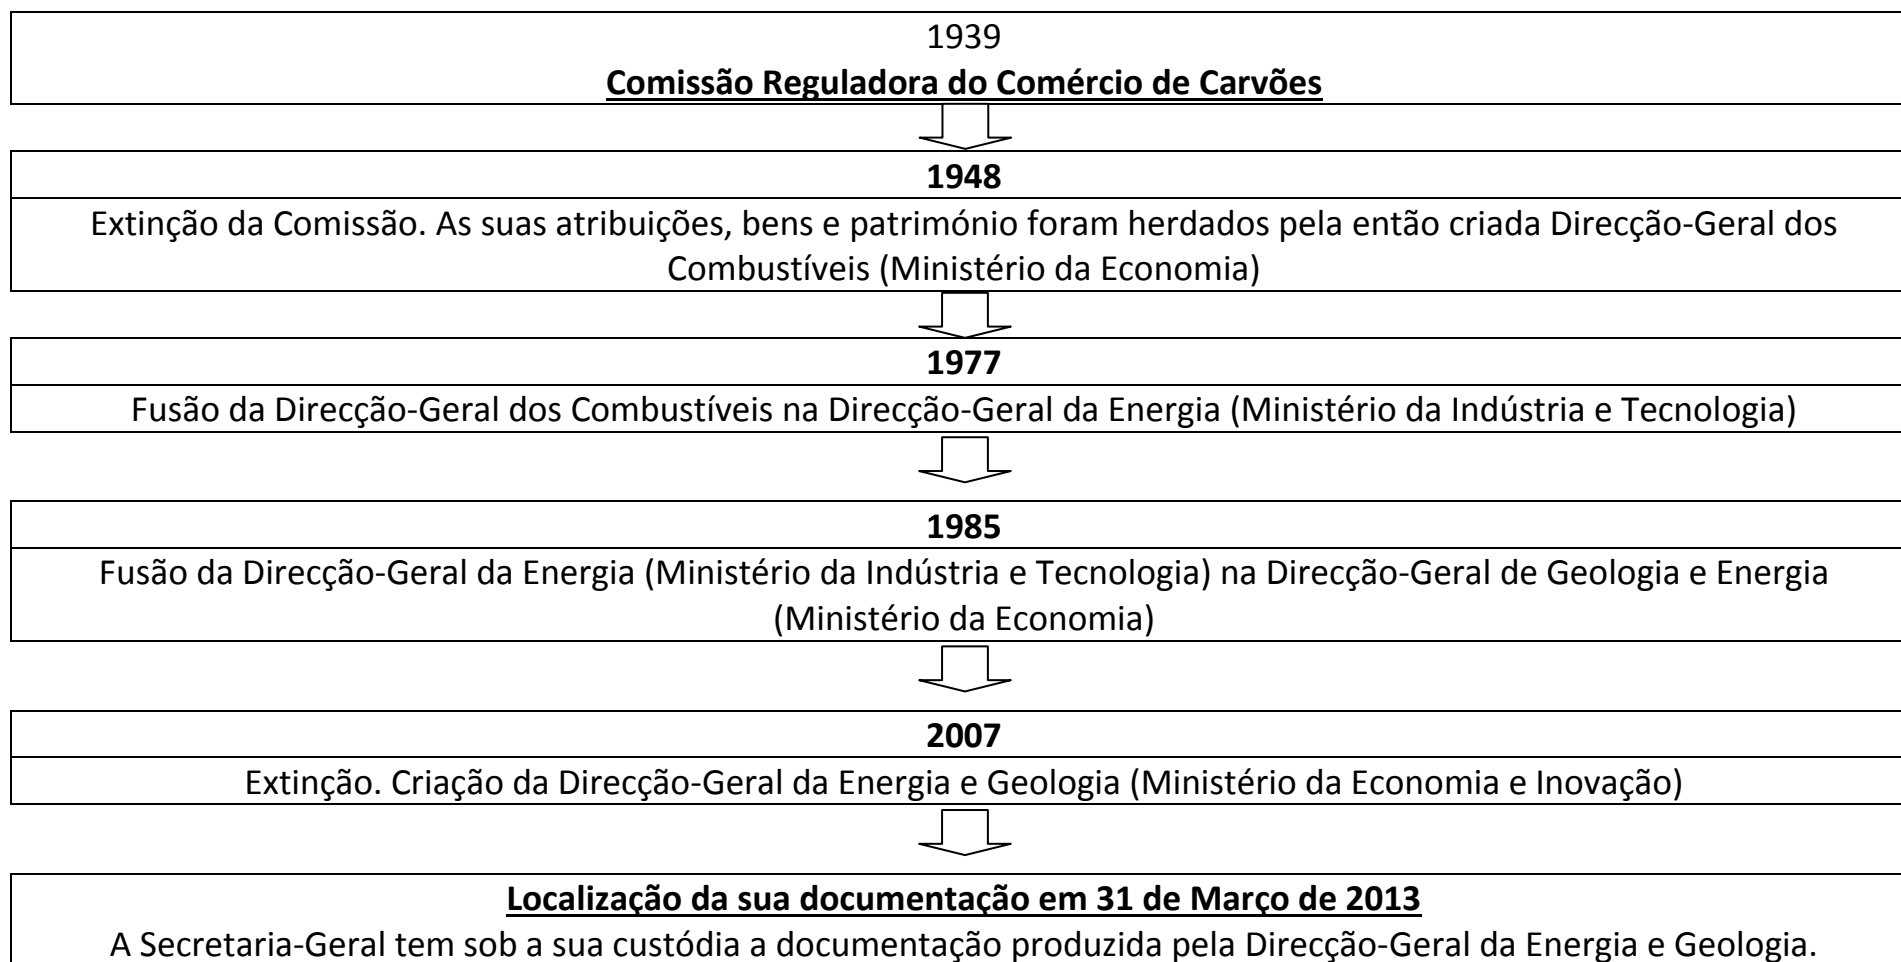 1939
Comissão Reguladora do Comércio de Carvões
1948
Extinção da Comissão. As suas atribuições, bens e património foram herdados pela então criada Direcção-Geral dos
Combustíveis (Ministério da Economia)
1977
Fusão da Direcção-Geral dos Combustíveis na Direcção-Geral da Energia (Ministério da Indústria e Tecnologia)
1985
Fusão da Direcção-Geral da Energia (Ministério da Indústria e Tecnologia) na Direcção-Geral de Geologia e Energia
(Ministério da Economia)
2007
Extinção. Criação da Direcção-Geral da Energia e Geologia (Ministério da Economia e Inovação)
Localização da sua documentação em 31 de Março de 2013
A Secretaria-Geral tem sob a sua custódia a documentação produzida pela Direcção-Geral da Energia e Geologia.